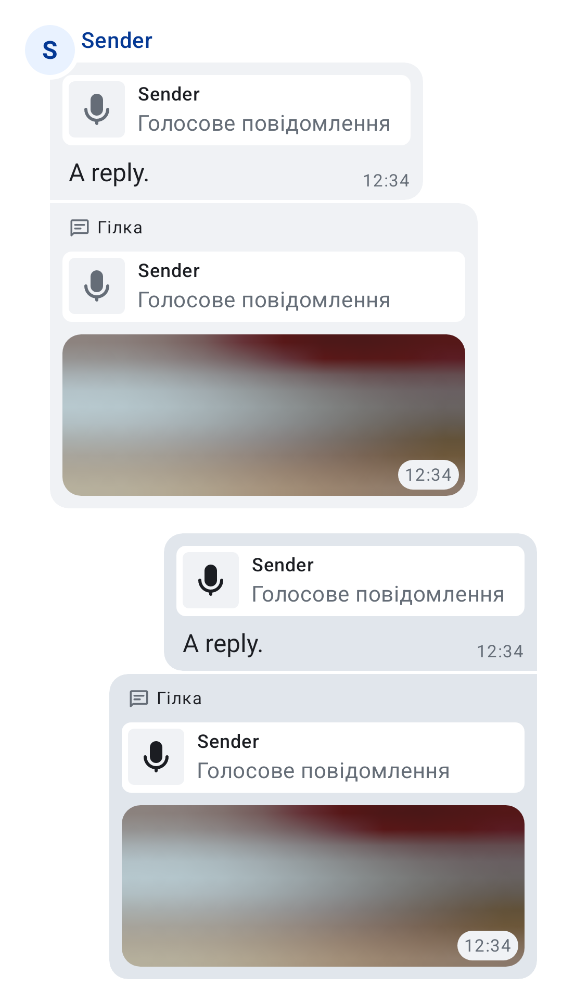 S
Sender
Sender
Голосове повідомлення
A reply.
12:34
Гілка
Sender
Голосове повідомлення
12:34
Sender
Голосове повідомлення
A reply.
12:34
Гілка
Sender
Голосове повідомлення
12:34